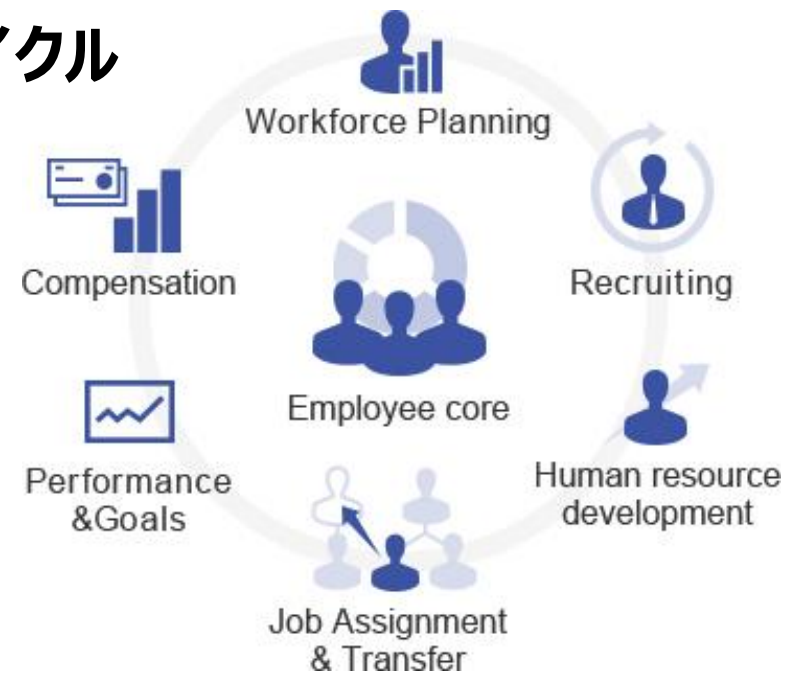 イクル
Workforce Planning
Recruiting
Human resource
development
Job Assignment
& Transfer
Performance
&Goals
Compensation
Employee core